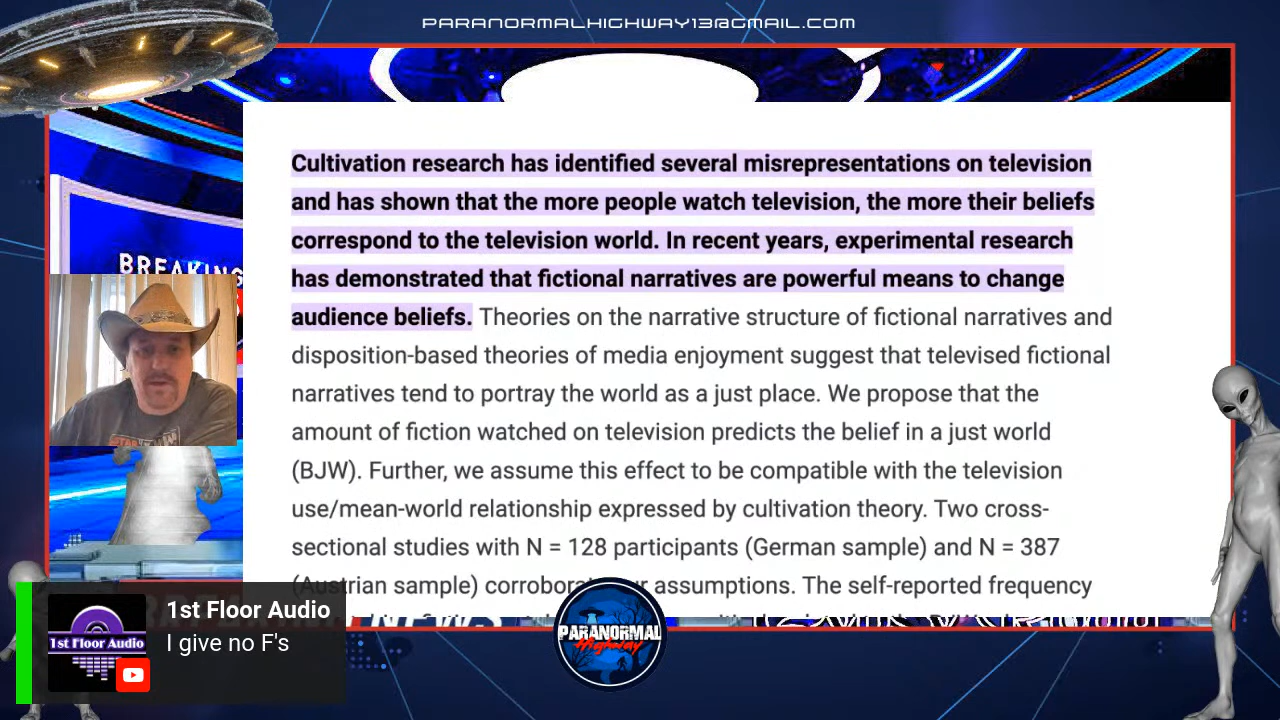 PARANORMALHIGHWAY13@GMAIL.COM
Cultivation research has identified several misrepresentations on television
and has shown that the more people watch television, the more their beliefs
correspond to the television world. In recent years, experimental research
has demonstrated that fictional narratives are powerful means to change
audience beliefs. Theories on the narrative structure of fictional narratives and
disposition-based theories of media enjoyment suggest that televised fictional
narratives tend to portray the world as a just place. We propose that the
amount of fiction watched on television predicts the belief in a just world
(BJW). Further, we assume this effect to be compatible with the television
use/mean-world relationship expressed by cultivation theory. Two cross-
sectional studies with N = 128 participants (German sample) and N = 387
(Austrian sample) assumptions. The self-reported frequency
BREAKING
1st Floor Audio
I give no F's
1st Floor Audio
PARANORMAL
Highway
NEWS